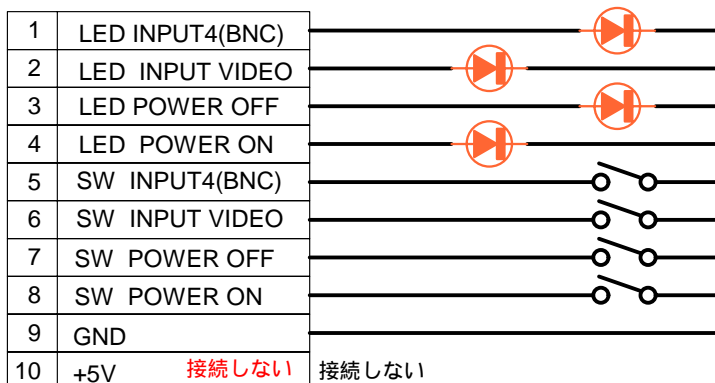 1 LED INPUT4(BNC)
2 LED INPUT VIDEO
3 LED POWER OFF
4 LED POWER ON
5 SW INPUT4(BNC)
6 SW INPUT VIDEO
7 SW POWER OFF
8 SW POWER ON
9 GND
10 +5V 接続しない 接続しない